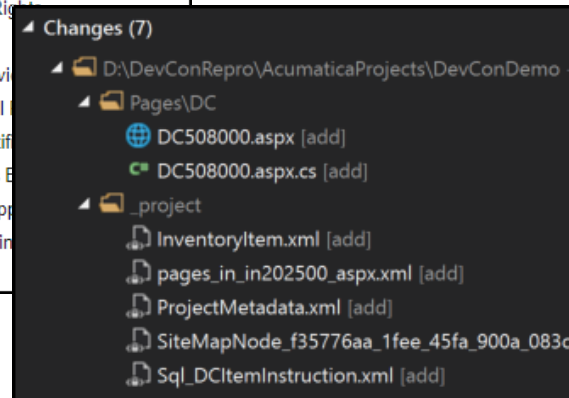 Changes (7)
D:\DevConRepro\AcumaticaProjects\DevConDemo
Pages\DC
DC508000.aspx [add]
DC508000.aspx.cs [add]
_project
InventoryItem.xml [add]
pages_in_in202500_aspx.xml [add]
ProjectMetadata.xml [add]
SiteMapNode_f35776aa_1fee_45fa_900a_083c
Sql_DCItemInstruction.xml [add]